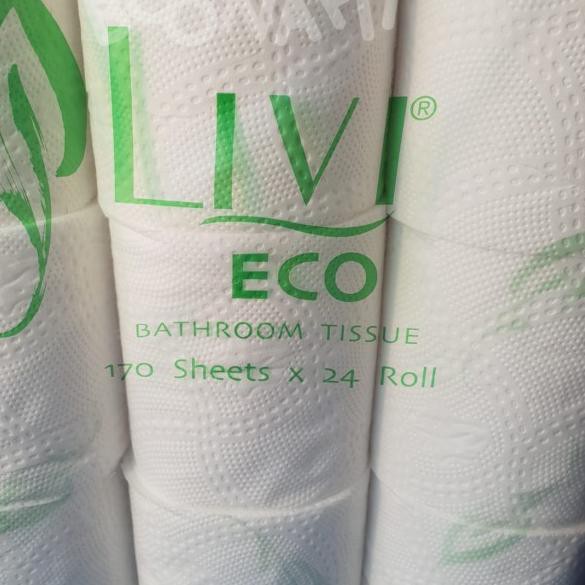 LIVI®
ECO
BATHROOM TISSUE
170 Sheets x 24 Roll